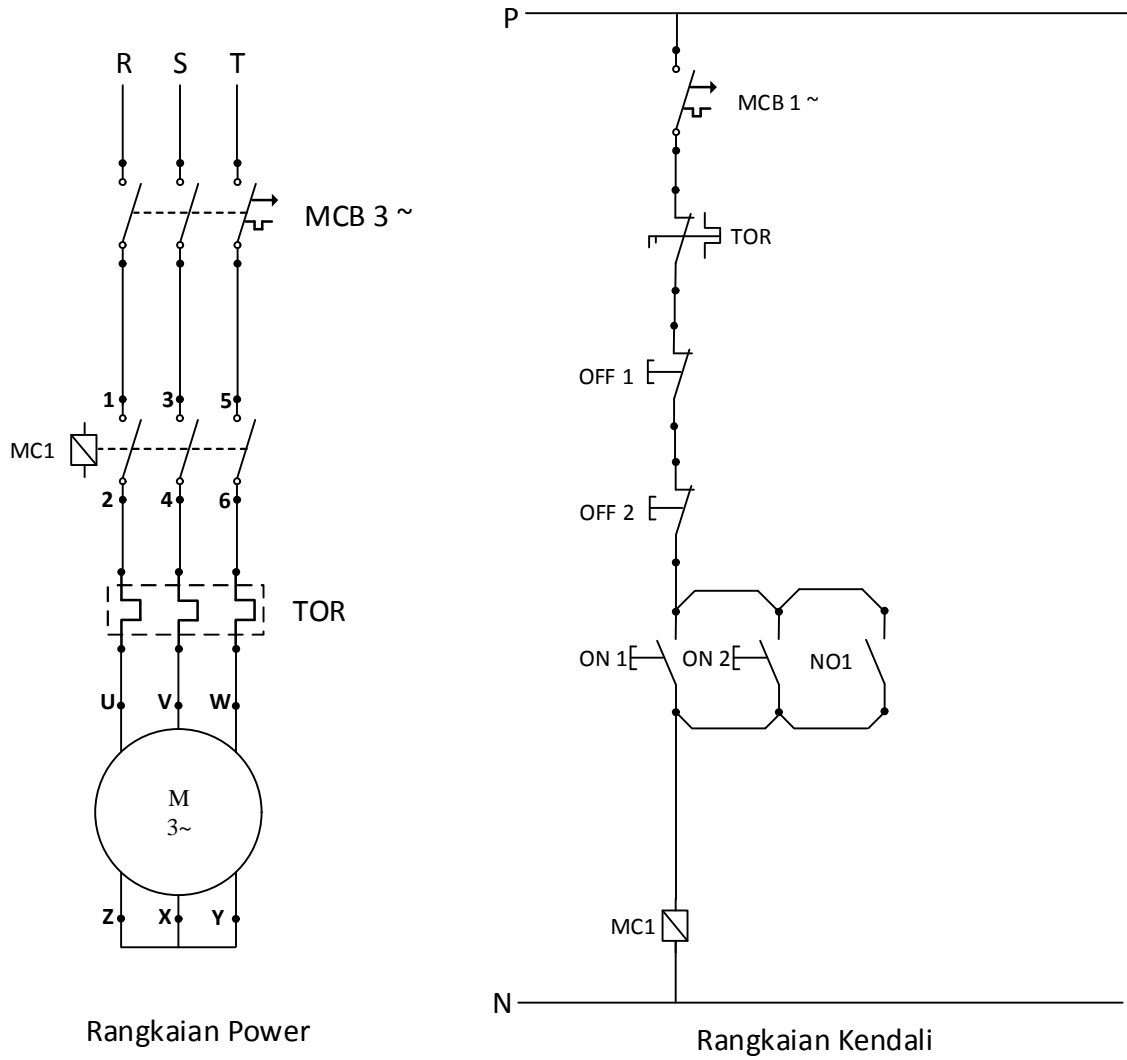 R S T
MCB 3 ~
1 3 5
MC1
2 4 6
TOR
U V W
M
3~
Z X Y
Rangkaian Power
P
MCB 1 ~
TOR
OFF 1
OFF 2
ON 1 ON 2 NO1
MC1
N
Rangkaian Kendali